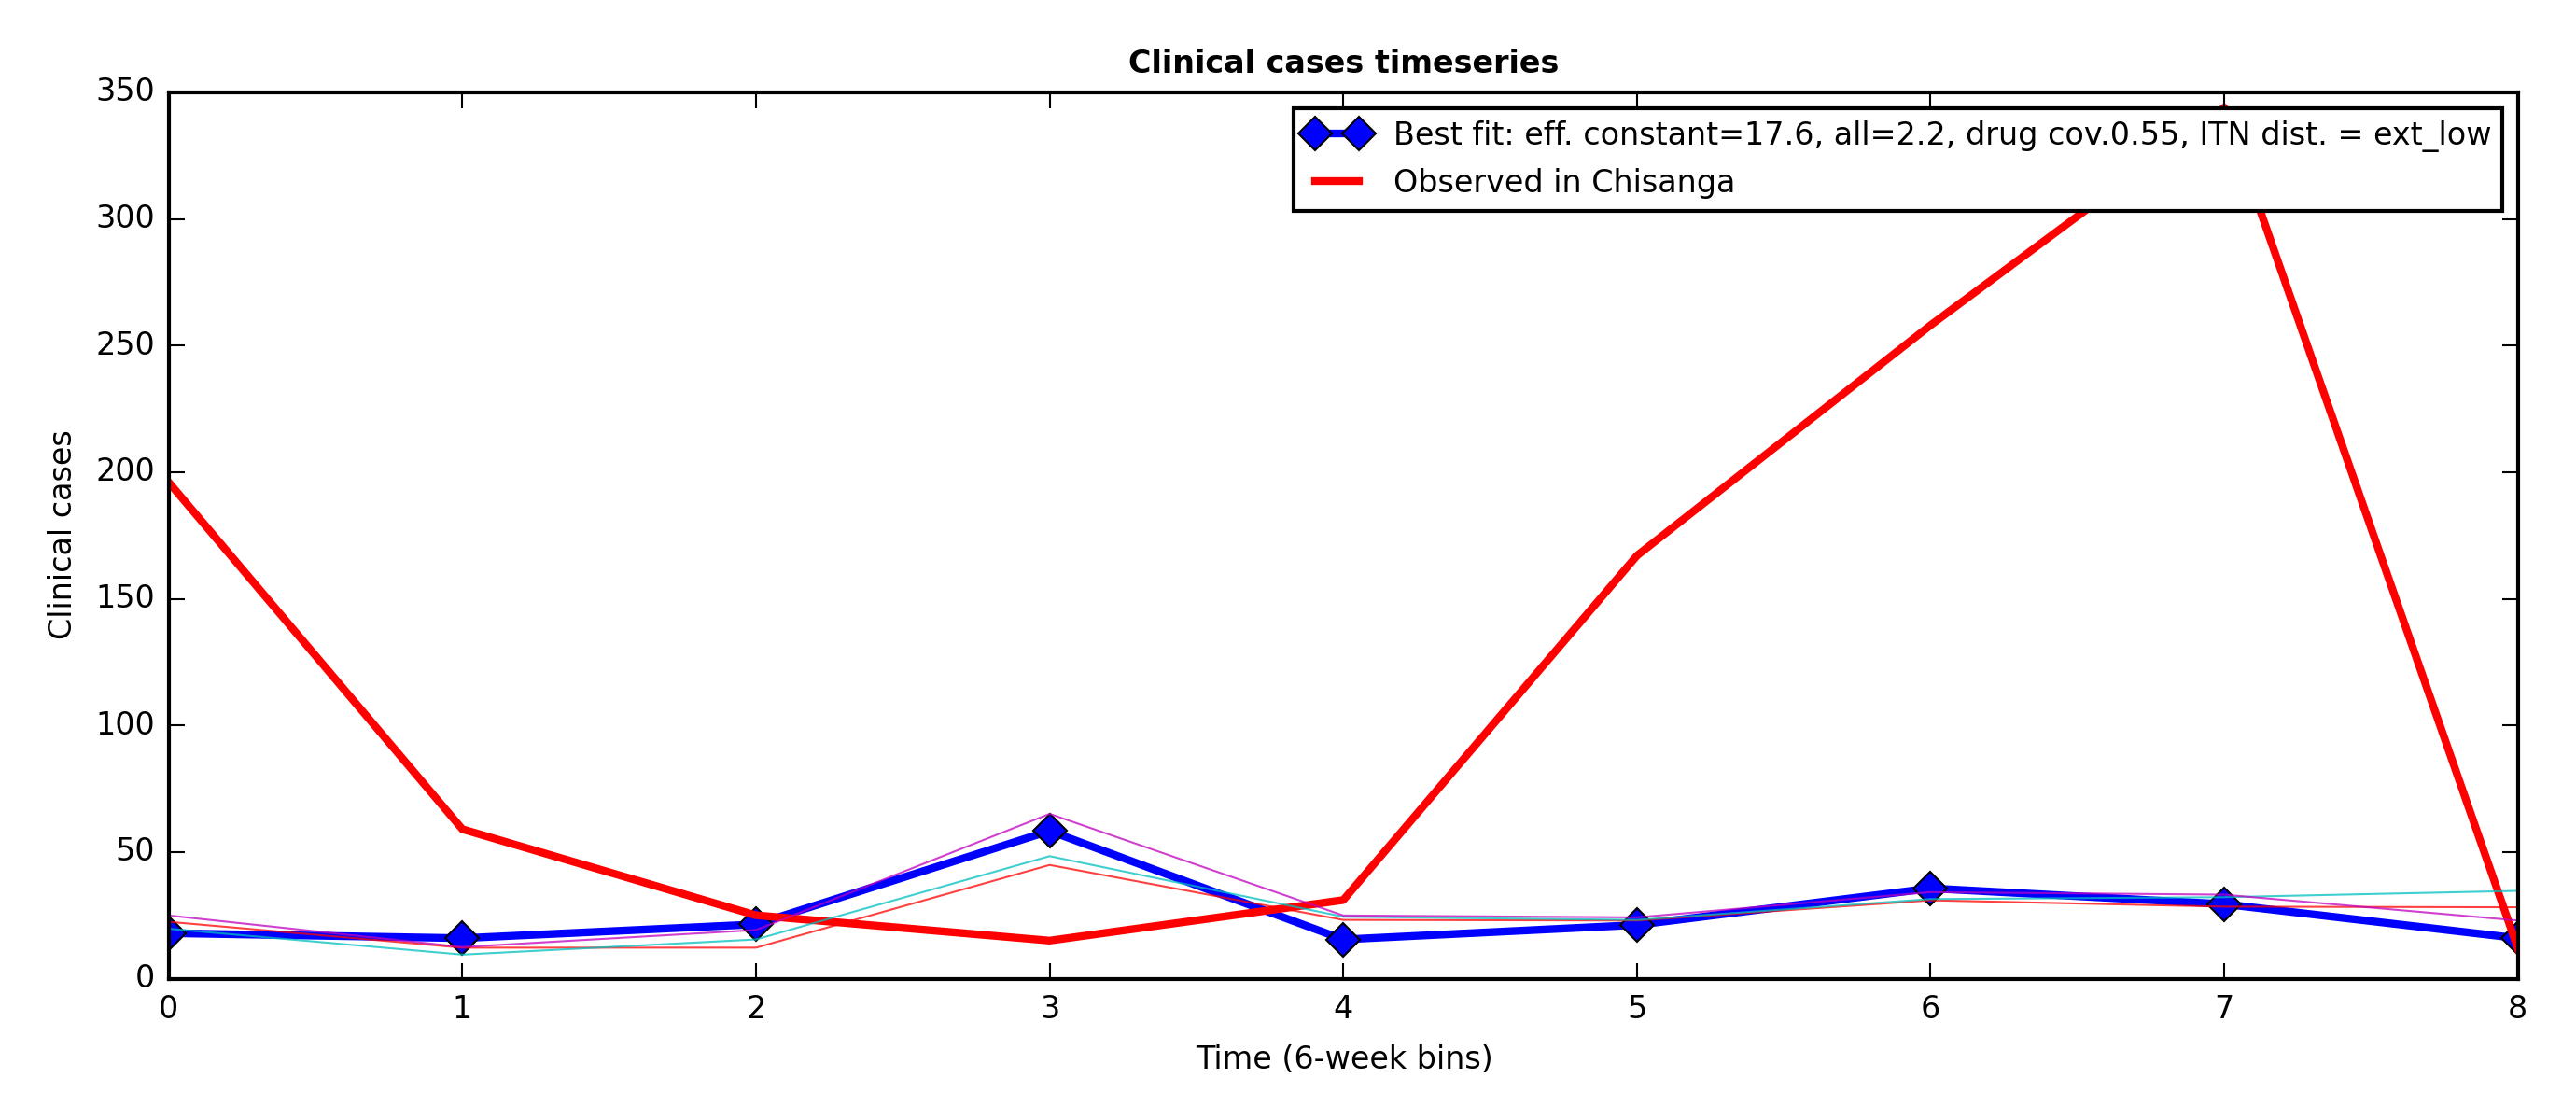 Clinical cases timeseries
350
300
250
200
150
100
50
0
Clinical cases
Best fit: eff. constant=17.6, all=2.2, drug cov.0.55, ITN dist. = ext_low
Observed in Chisanga
0 1 2 3 4 5 6 7 8
Time (6-week bins)